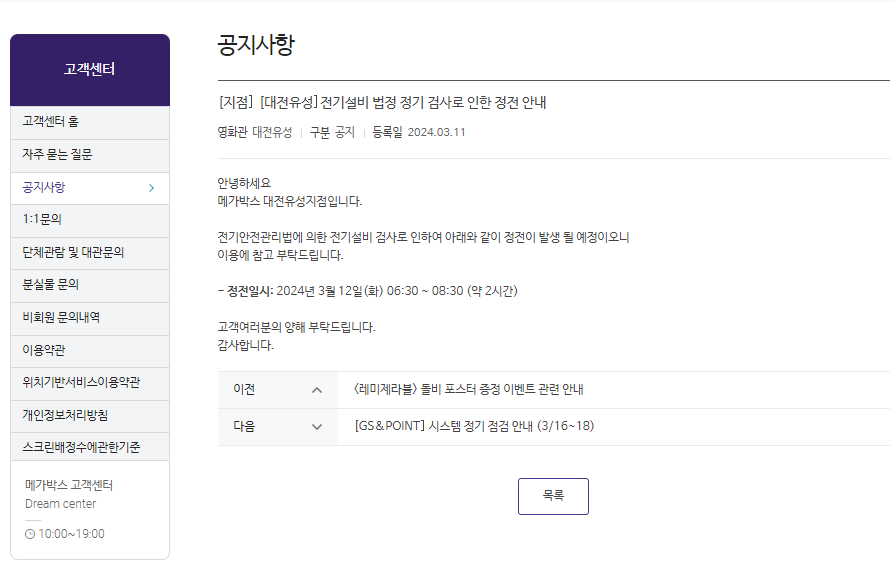 고객센터
고객센터 홈
자주 묻는 질문
공지사항
1:1문의
단체관람 및 대관문의
분실물 문의
비회원 문의내역
이용약관
위치기반서비스이용약관
개인정보처리방침
스크린배정수에관한기준
메가박스 고객센터
Dream center
10:00~19:00
공지사항
[지점] [대전유성] 전기설비 법정 정기 검사로 인한 정전 안내
영화관 대전유성 구분 공지 등록일 2024.03.11
안녕하세요
메가박스 대전유성지점입니다.
전기안전관리법에 의한 전기설비 검사로 인하여 아래와 같이 정전이 발생 될 예정이오니
이용에 참고 부탁드립니다.
- 정전일시: 2024년 3월 12일(화) 06:30 ~ 08:30 (약 2시간)
고객여러분의 양해 부탁드립니다.
감사합니다.
이전 <레미제라블> 돌비 포스터 증정 이벤트 관련 안내
다음 [GS&POINT] 시스템 정기 점검 안내 (3/16~18)
목록